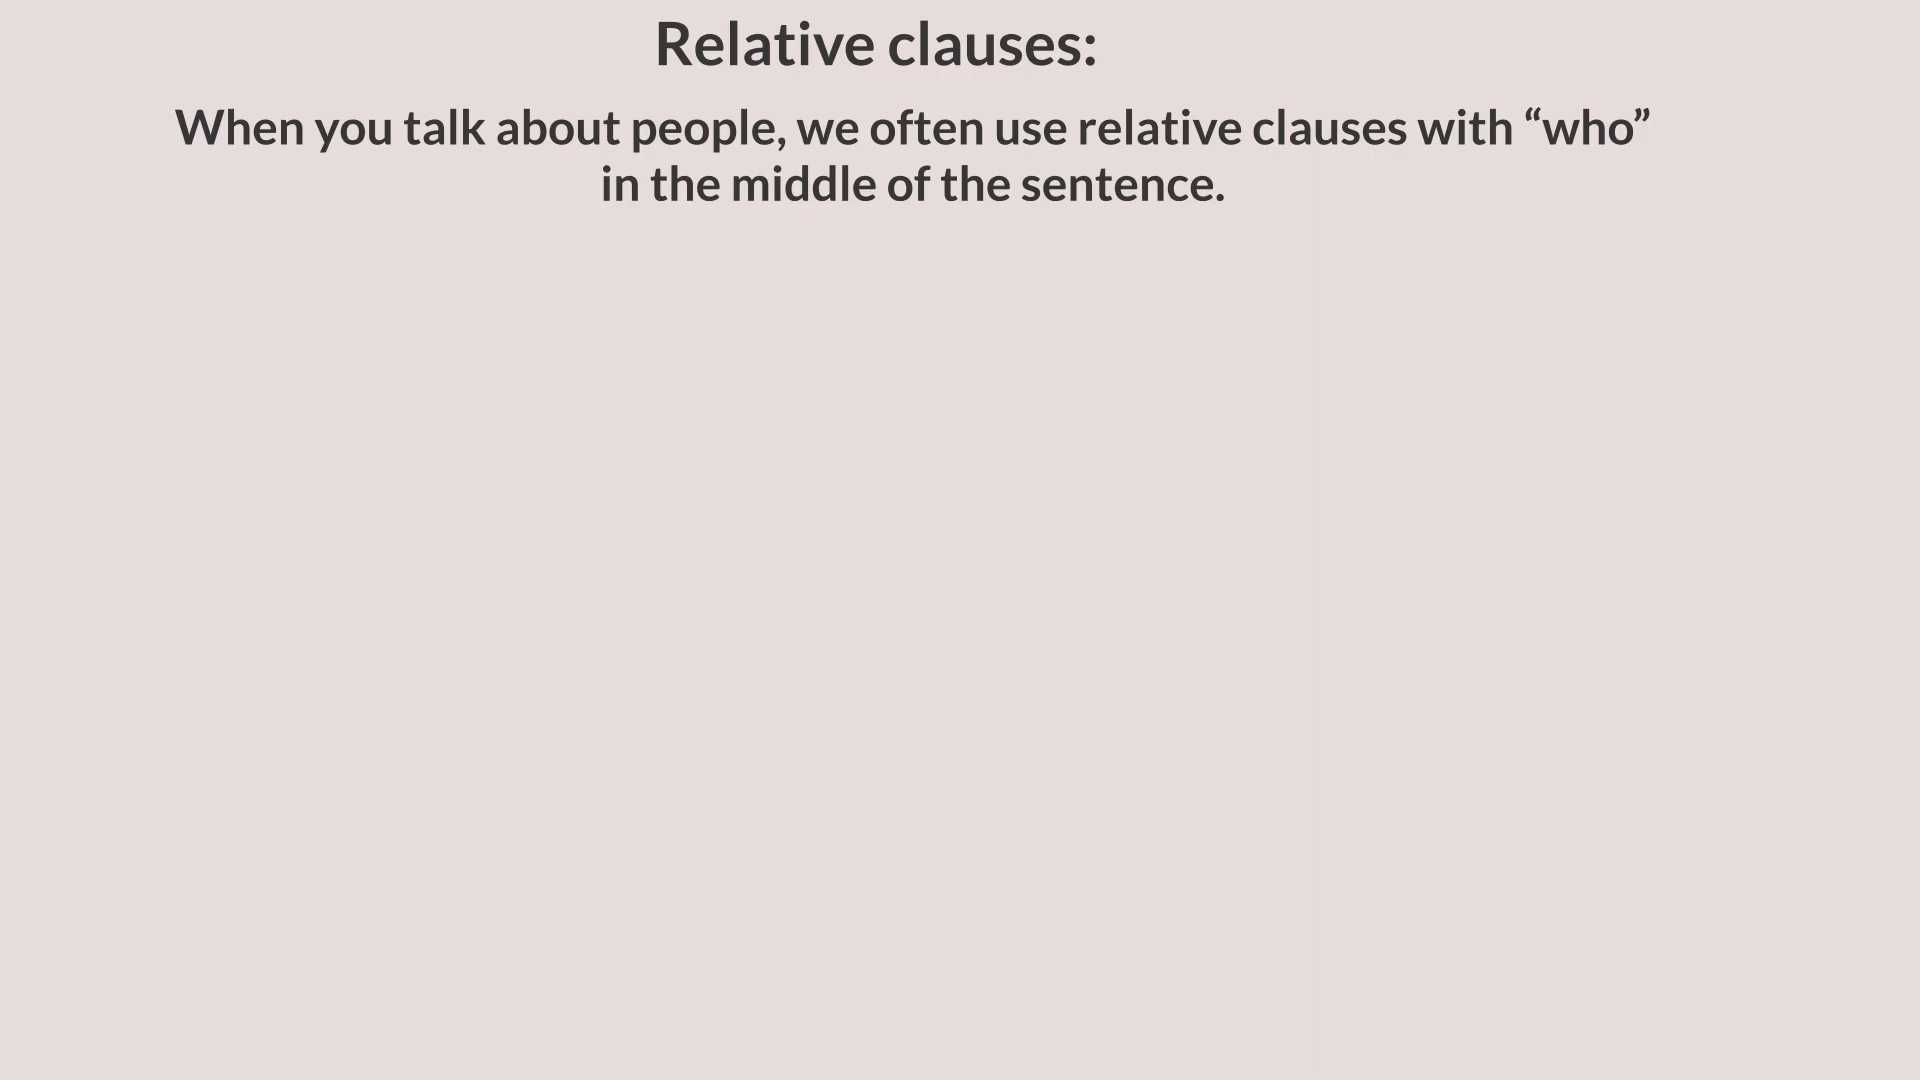 Relative clauses:
When you talk about people, we often use relative clauses with “who”
in the middle of the sentence.